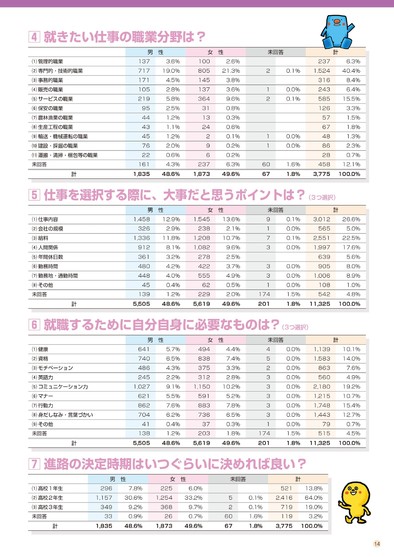 4 就きたい仕事の職業分野は？
男 性 女 性 未回答 計
(1)管理的職業 137 3.6% 100 2.6% 237 6.3%
(2)専門的・技術的職業 717 19.0% 805 21.3% 2 0.1% 1,524 40.4%
(3)事務的職業 171 4.5% 145 3.8% 316 8.4%
(4)販売の職業 105 2.8% 137 3.6% 1 0.0% 243 6.4%
(5)サービスの職業 219 5.8% 364 9.6% 2 0.1% 585 15.5%
(6)保安の職業 95 2.5% 31 0.8% 126 3.3%
(7)農林漁業の職業 44 1.2% 13 0.3% 57 1.5%
(8)生産工程の職業 43 1.1% 24 0.6% 67 1.8%
(9)輸送・機械運転の職業 45 1.2% 2 0.1% 1 0.0% 48 1.3%
(10)建設・採掘の職業 76 2.0% 9 0.2% 1 0.0% 86 2.3%
(11)運搬・清掃・梱包等の職業 22 0.6% 6 0.2% 28 0.7%
未回答 161 4.3% 237 6.3% 60 1.6% 458 12.1%
計 1,835 48.6% 1,873 49.6% 67 1.8% 3,775 100.0%
5 仕事を選択する際に、大事だと思うポイントは？(3つ選択)
男 性 女 性 未回答 計
(1)仕事内容 1,458 12.9% 1,545 13.6% 9 0.1% 3,012 26.6%
(2)会社の規模 326 2.9% 238 2.1% 1 0.0% 565 5.0%
(3)給料 1,336 11.8% 1,208 10.7% 7 0.1% 2,551 22.5%
(4)人間関係 912 8.1% 1,082 9.6% 3 0.0% 1,997 17.6%
(5)年間休日数 361 3.2% 278 2.5% 639 5.6%
(6)勤務時間 480 4.2% 422 3.7% 3 0.0% 905 8.0%
(7)勤務地・通勤時間 448 4.0% 555 4.9% 3 0.0% 1,006 8.9%
(8)その他 45 0.4% 62 0.5% 1 0.0% 108 1.0%
未回答 139 1.2% 229 2.0% 174 1.5% 542 4.8%
計 5,505 48.6% 5,619 49.6% 201 1.8% 11,325 100.0%
6 就職するために自分自身に必要なものは？(3つ選択)
男 性 女 性 未回答 計
(1)健康 641 5.7% 494 4.4% 4 0.0% 1,139 10.1%
(2)資格 740 6.5% 838 7.4% 5 0.0% 1,583 14.0%
(3)モチベーション 486 4.3% 375 3.3% 2 0.0% 863 7.6%
(4)英語力 245 2.2% 312 2.8% 3 0.0% 560 4.9%
(5)コミュニケーション力 1,027 9.1% 1,150 10.2% 3 0.0% 2,180 19.2%
(6)マナー 621 5.5% 591 5.2% 3 0.0% 1,215 10.7%
(7)行動力 862 7.6% 883 7.8% 3 0.0% 1,748 15.4%
(8)身だしなみ・言葉づかい 704 6.2% 736 6.5% 3 0.0% 1,443 12.7%
(9)その他 41 0.4% 37 0.3% 1 0.0% 79 0.7%
未回答 138 1.2% 203 1.8% 174 1.5% 515 4.5%
計 5,505 48.6% 5,619 49.6% 201 1.8% 11,325 100.0%
7 進路の決定時期はいつぐらいに決めれば良い？
男 性 女 性 未回答 計
(1)高校1年生 296 7.8% 225 6.0% 521 13.8%
(2)高校2年生 1,157 30.6% 1,254 33.2% 5 0.1% 2,416 64.0%
(3)高校3年生 349 9.2% 368 9.7% 2 0.1% 719 19.0%
未回答 33 0.9% 26 0.7% 60 1.6% 119 3.2%
計 1,835 48.6% 1,873 49.6% 67 1.8% 3,775 100.0%
14